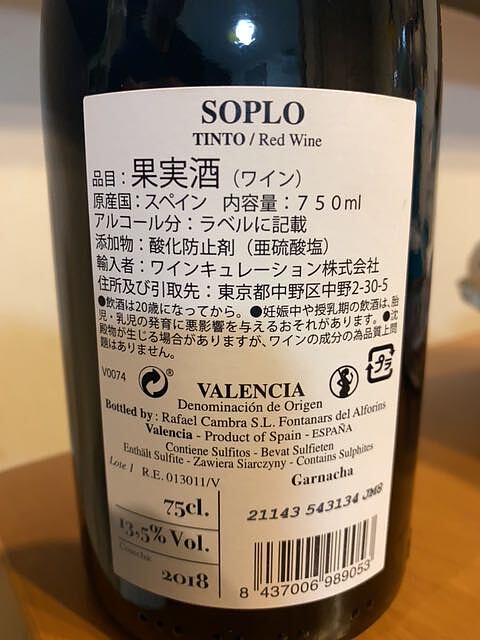 SOPLO
TINTO / Red Wine
品目：果実酒（ワイン）
原産国：スペイン　内容量：７５０ml
アルコール分：ラベルに記載
添加物：酸化防止剤（亜硫酸塩）
輸入者：ワインキュレーション株式会社
住所及び引取先：東京都中野区中野2-30-5
●飲酒は20歳になってから。●妊娠中や授乳期の飲酒は、胎
児・乳児の発育に悪影響を与えるおそれがあります。●沈
殿物が生じる場合がありますが、ワインの成分の為品質上問
題はありません。
V0074
プラ
VALENCIA
Denominación de Origen
Bottled by : Rafael Cambra S.L. Fontanars del Alforins
Valencia - Product of Spain - ESPAÑA
Contiene Sulfitos - Bevat Sulfieten
Enthält Sulfite - Zawiera Siarczyny - Contains Sulphites
Lote 1 R.E. 013011/V
Garnacha
75cl.
21143 543134 JM8
13,5% Vol.
Cosecha:
2018
8 437006 989053